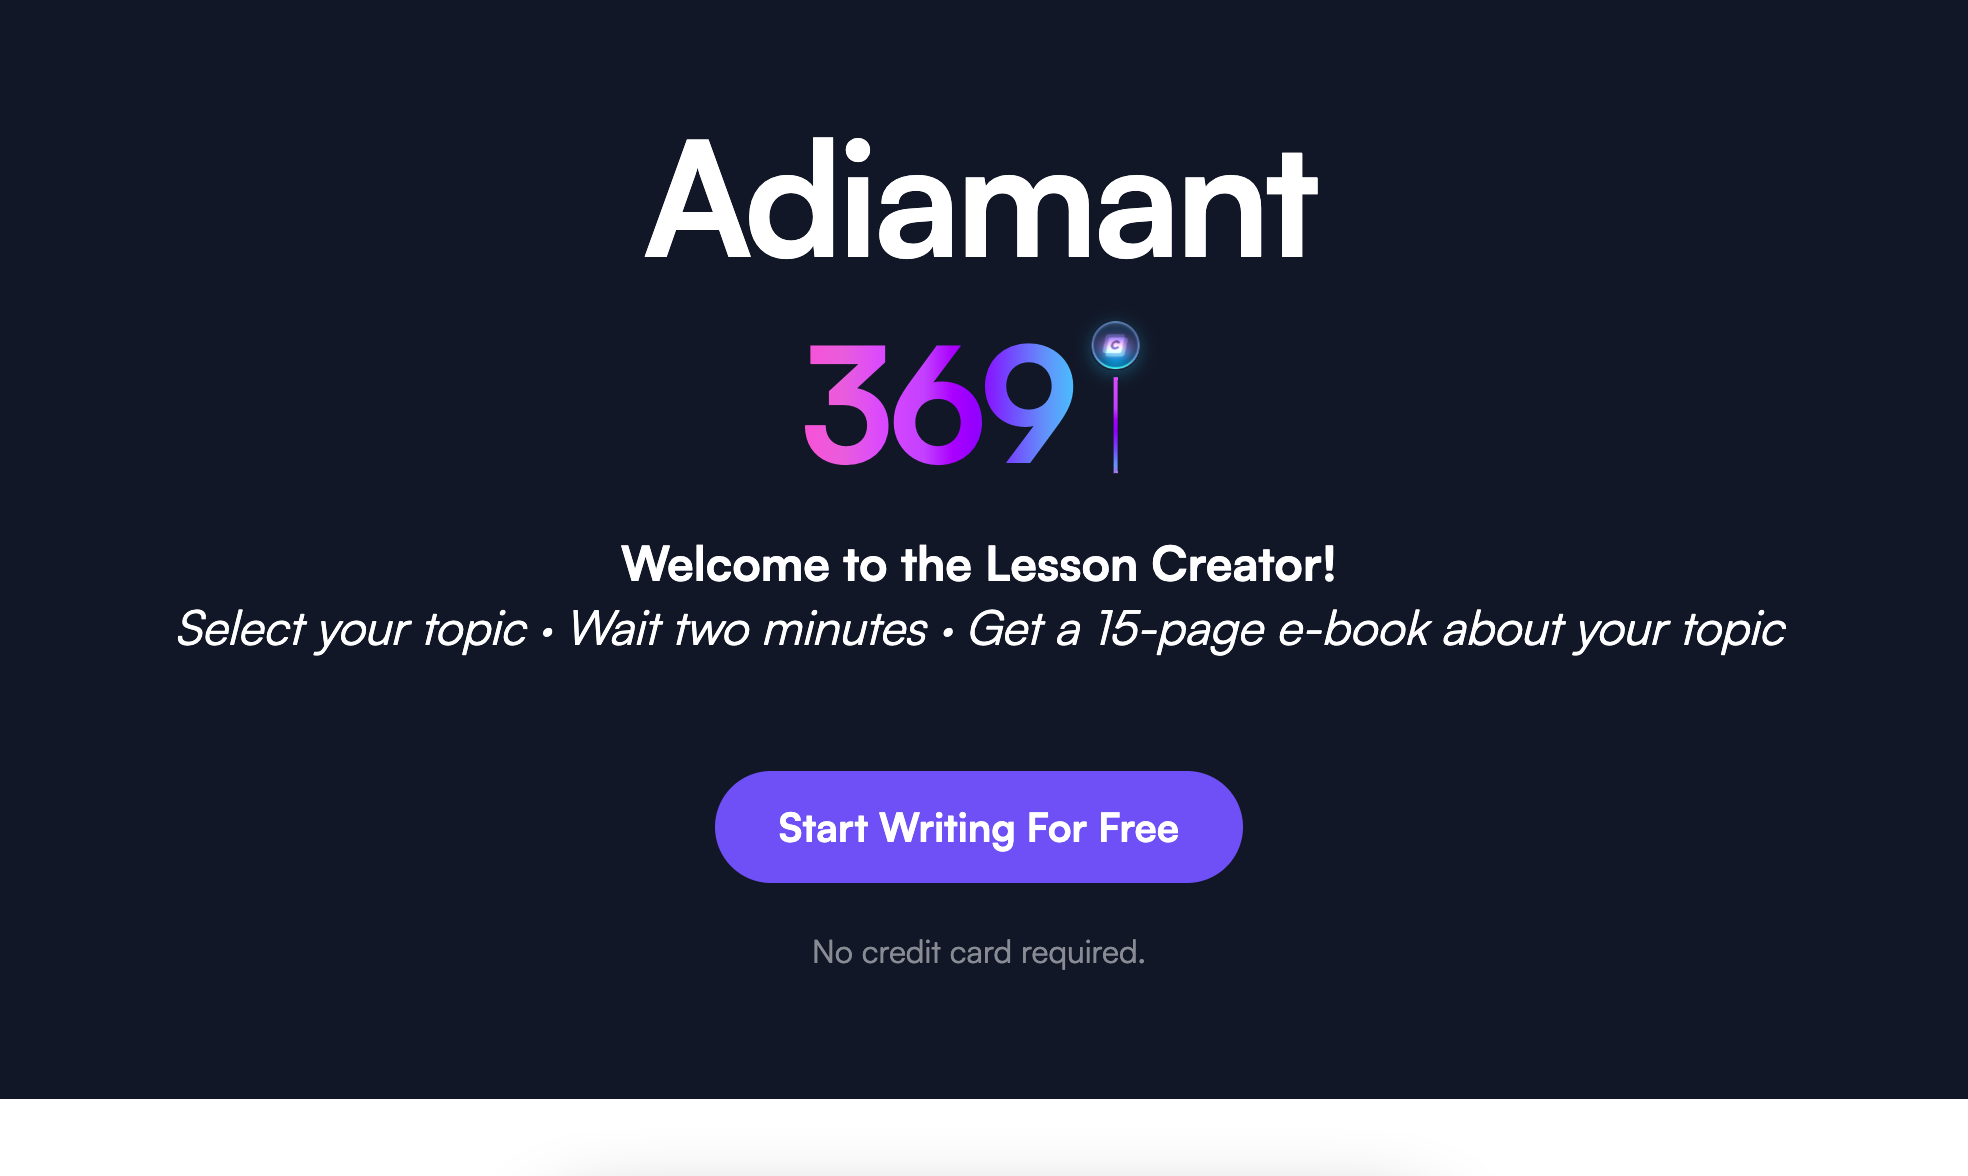 Adiamant
369
Welcome to the Lesson Creator!
Select your topic • Wait two minutes • Get a 15-page e-book about your topic
Start Writing For Free
No credit card required.